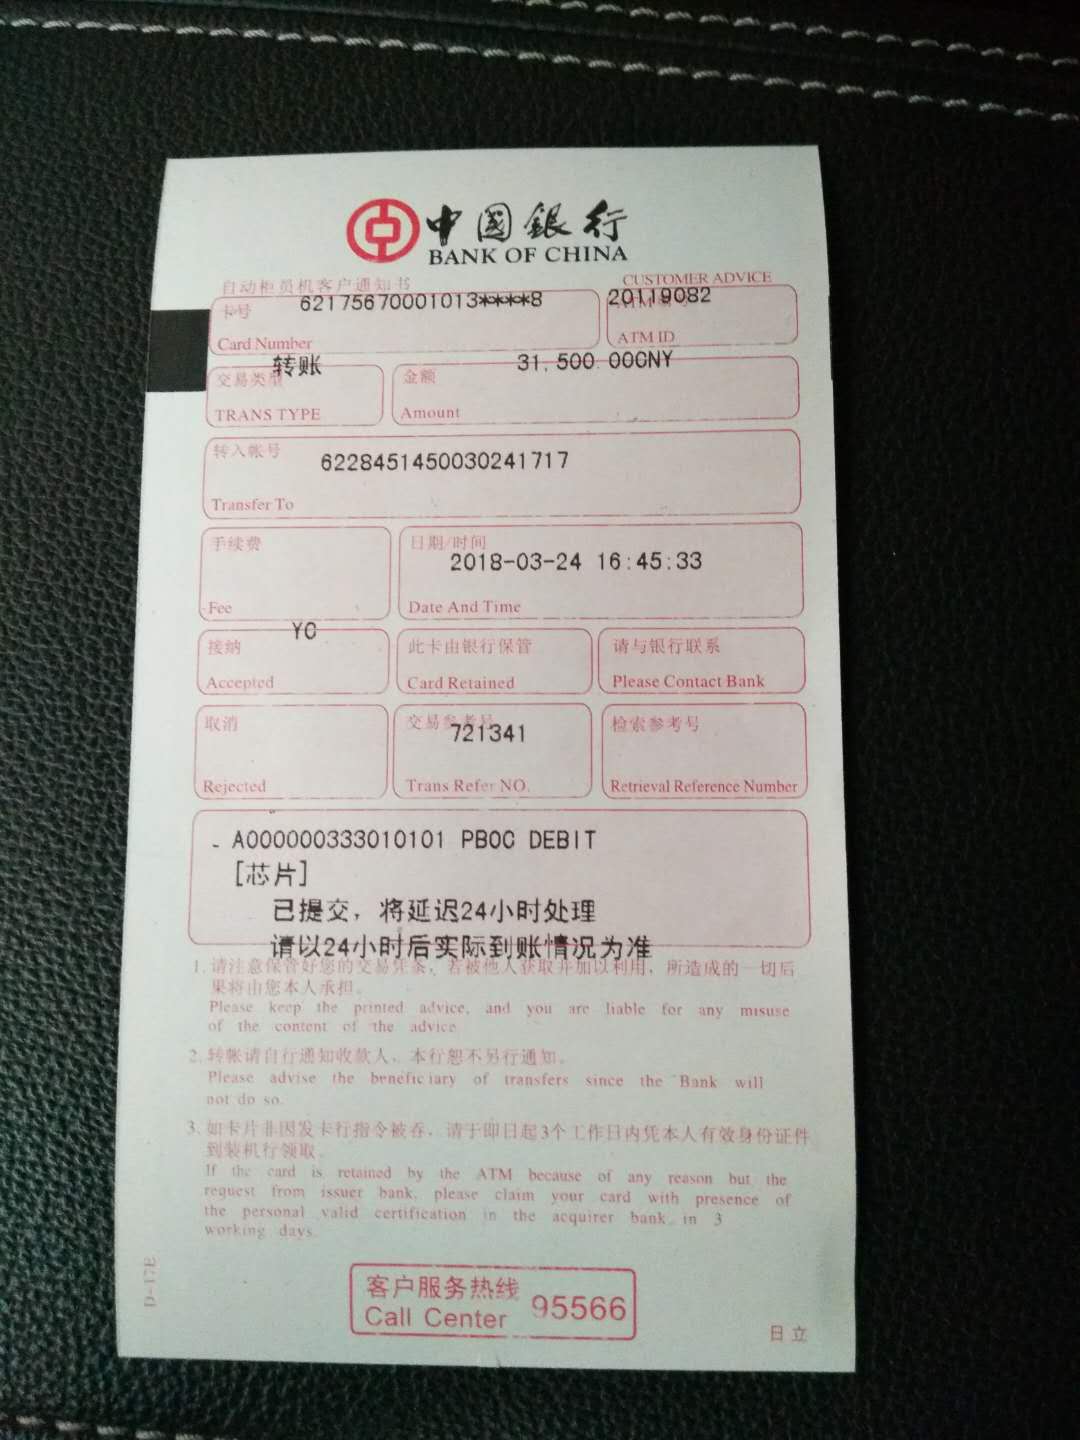 中國銀行
BANK OF CHINA
自动柜员机客户通知书 CUSTOMER ADVICE
卡号 62175670001013****8 20119082
Card Number ATM ID
交易类型 转账 金额 31,500.00CNY
TRANS TYPE Amount
转入帐号 6228451450030241717
Transfer To
手续费 日期/时间
2018-03-24 16:45:33
Fee Date And Time
YC
接纳 此卡由银行保管 请与银行联系
Accepted Card Retained Please Contact Bank
取消 交易参考号 检索参考号
721341
Rejected Trans Refer NO. Retrieval Reference Number
- A000000333010101 PBOC DEBIT
[芯片]
已提交，将延迟24小时处理
请以24小时后实际到账情况为准
1. 请注意保管好您的交易凭条，若被他人获取并加以利用，所造成的一切后
果将由您本人承担。
Please keep the printed advice, and you are liable for any misuse
of the content of the advice
2. 转帐请自行通知收款人，本行恕不另行通知。
Please advise the beneficiary of transfers since the Bank will
not do so.
3. 如卡片非因发卡行指令被吞，请于即日起3个工作日内凭本人有效身份证件
到装机行领取。
If the card is retained by the ATM because of any reason but the
request from issuer bank, please claim your card with presence of
the personal valid certification in the acquirer bank in 3
working days.
D-17E
客户服务热线
Call Center 95566
日立